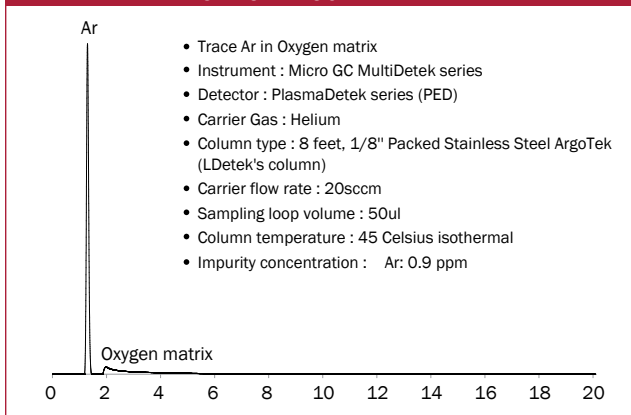 Ar
• Trace Ar in Oxygen matrix
• Instrument : Micro GC MultiDetek series
• Detector : PlasmaDetek series (PED)
• Carrier Gas : Helium
• Column type : 8 feet, 1/8" Packed Stainless Steel ArgoTek
(LDetek's column)
• Carrier flow rate : 20sccm
• Sampling loop volume : 50ul
• Column temperature : 45 Celsius isothermal
• Impurity concentration : Ar: 0.9 ppm
Oxygen matrix
0 2 4 6 8 10 12 14 16 18 20